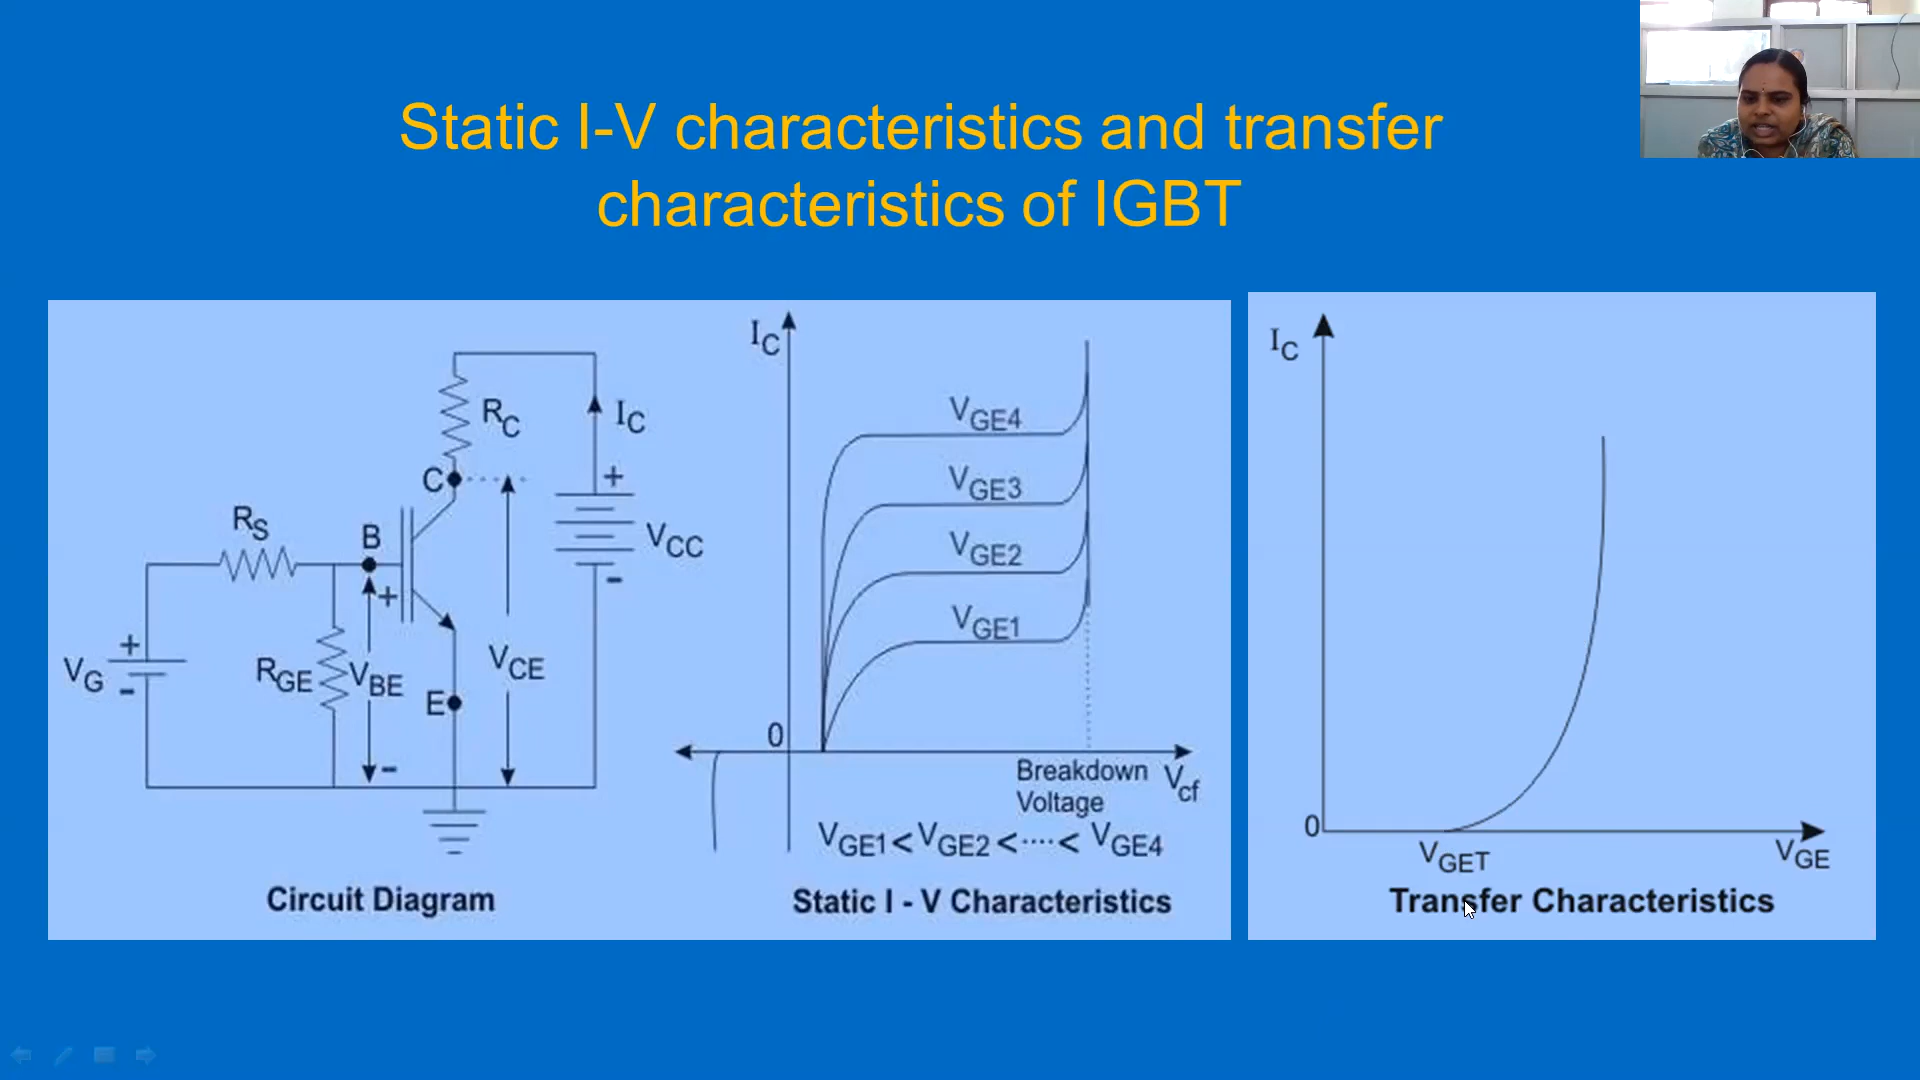 Static I-V characteristics and transfer
characteristics of IGBT
RC
IC
C
+
RS
B
VCC
+
-
+
VG
-
RGE
VBE
VCE
E
-
Circuit Diagram
IC
VGE4
VGE3
VGE2
VGE1
0
Breakdown
Voltage
Vcf
VGE1 < VGE2 < ···· < VGE4
Static I - V Characteristics
IC
0
VGET
VGE
Transfer Characteristics